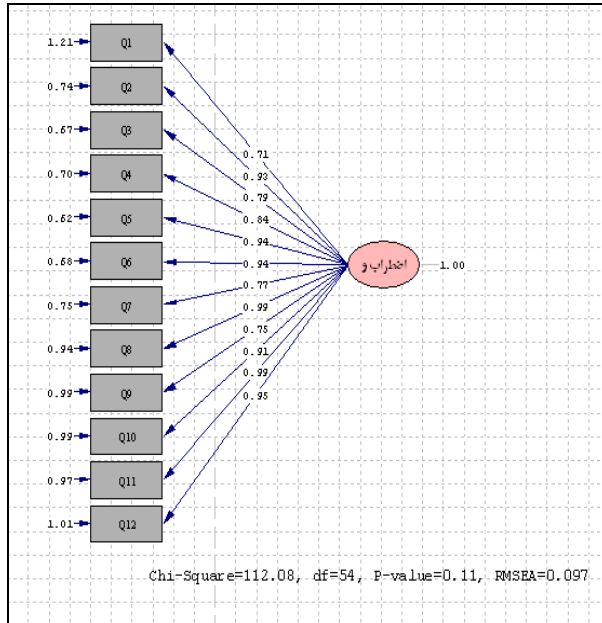 1.21 Q1
0.74 Q2
0.67 Q3
0.70 Q4
0.62 Q5
0.68 Q6
0.75 Q7
0.94 Q8
0.99 Q9
0.99 Q10
0.97 Q11
1.01 Q12
0.71
0.93
0.79
0.84
0.94
0.94
0.77
0.99
0.75
0.91
0.99
0.95
اضطراب و
1.00
Chi-Square=112.08, df=54, P-value=0.11, RMSEA=0.097